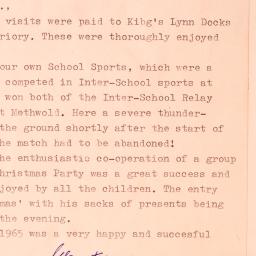 .,
visits were paid to Kibg's Lynn Docks
riory. These were thoroughly enjoyed
our own School Sports, which were a
competed in Inter-School sports at
won both of the Inter-School Relay
t Methwold. Here a severe thunder-
the ground shortly after the start of
he match had to be abandoned!
he enthusiastic co-operation of a group
hristmas Party was a great success and
joyed by all the children. The entry
mas' with his sacks of presents being
the evening.
1965 was a very happy and succesful